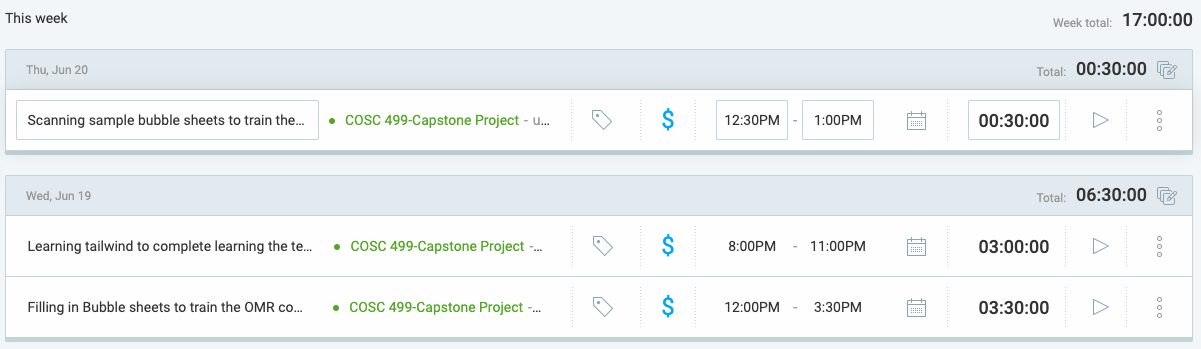 This week Week total: 17:00:00
Thu, Jun 20 Total: 00:30:00
Scanning sample bubble sheets to train the... • COSC 499-Capstone Project - u... $ 12:30PM - 1:00PM 00:30:00
Wed, Jun 19 Total: 06:30:00
Learning tailwind to complete learning the te... • COSC 499-Capstone Project -... $ 8:00PM - 11:00PM 03:00:00
Filling in Bubble sheets to train the OMR co... • COSC 499-Capstone Project -... $ 12:00PM - 3:30PM 03:30:00